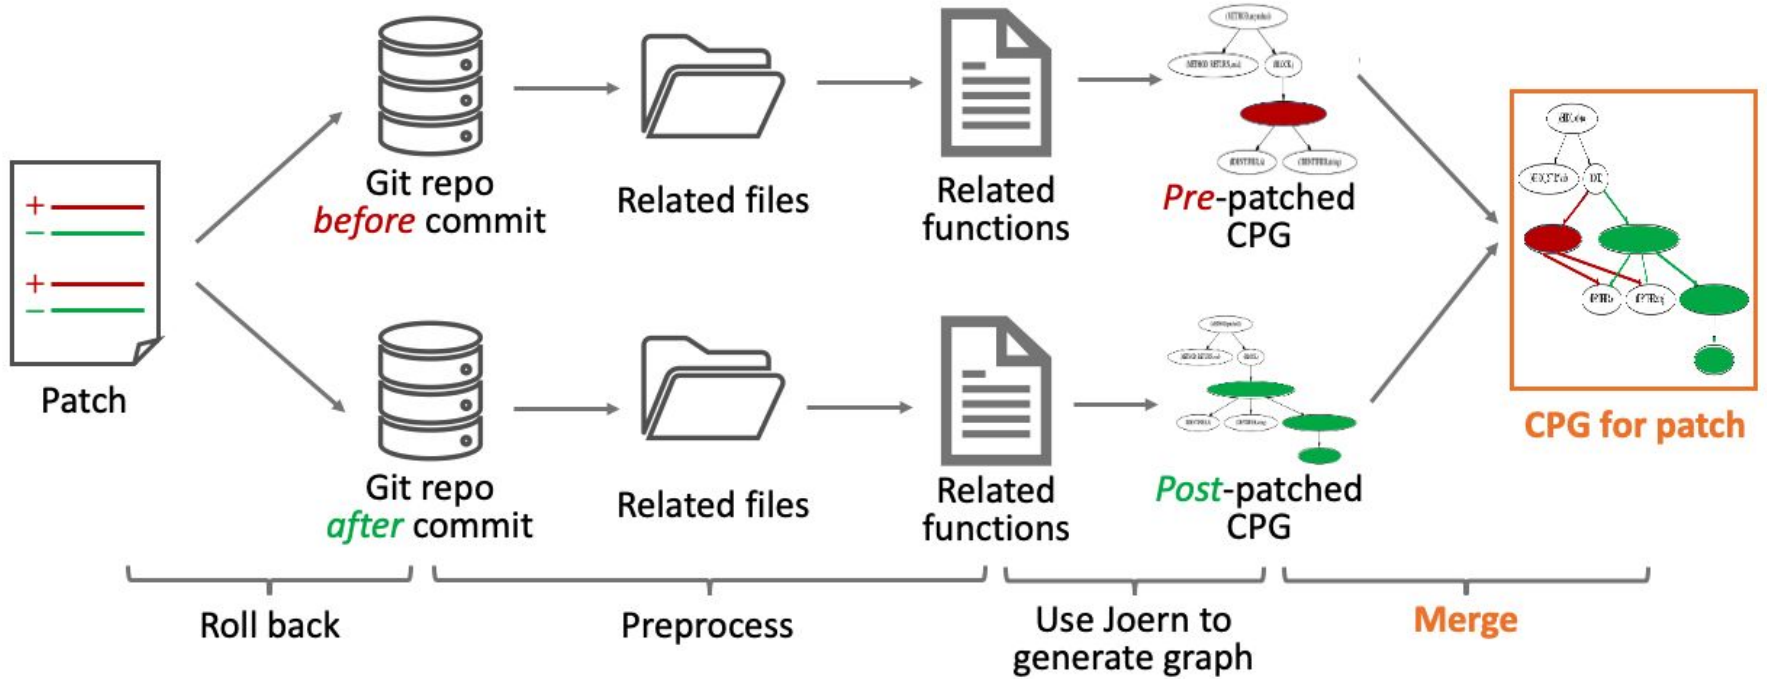 +
−
+
−
Patch
Git repo
before commit
Related files
Related
functions
Pre-patched
CPG
Git repo
after commit
Related files
Related
functions
Post-patched
CPG
CPG for patch
Roll back
Preprocess
Use Joern to
generate graph
Merge